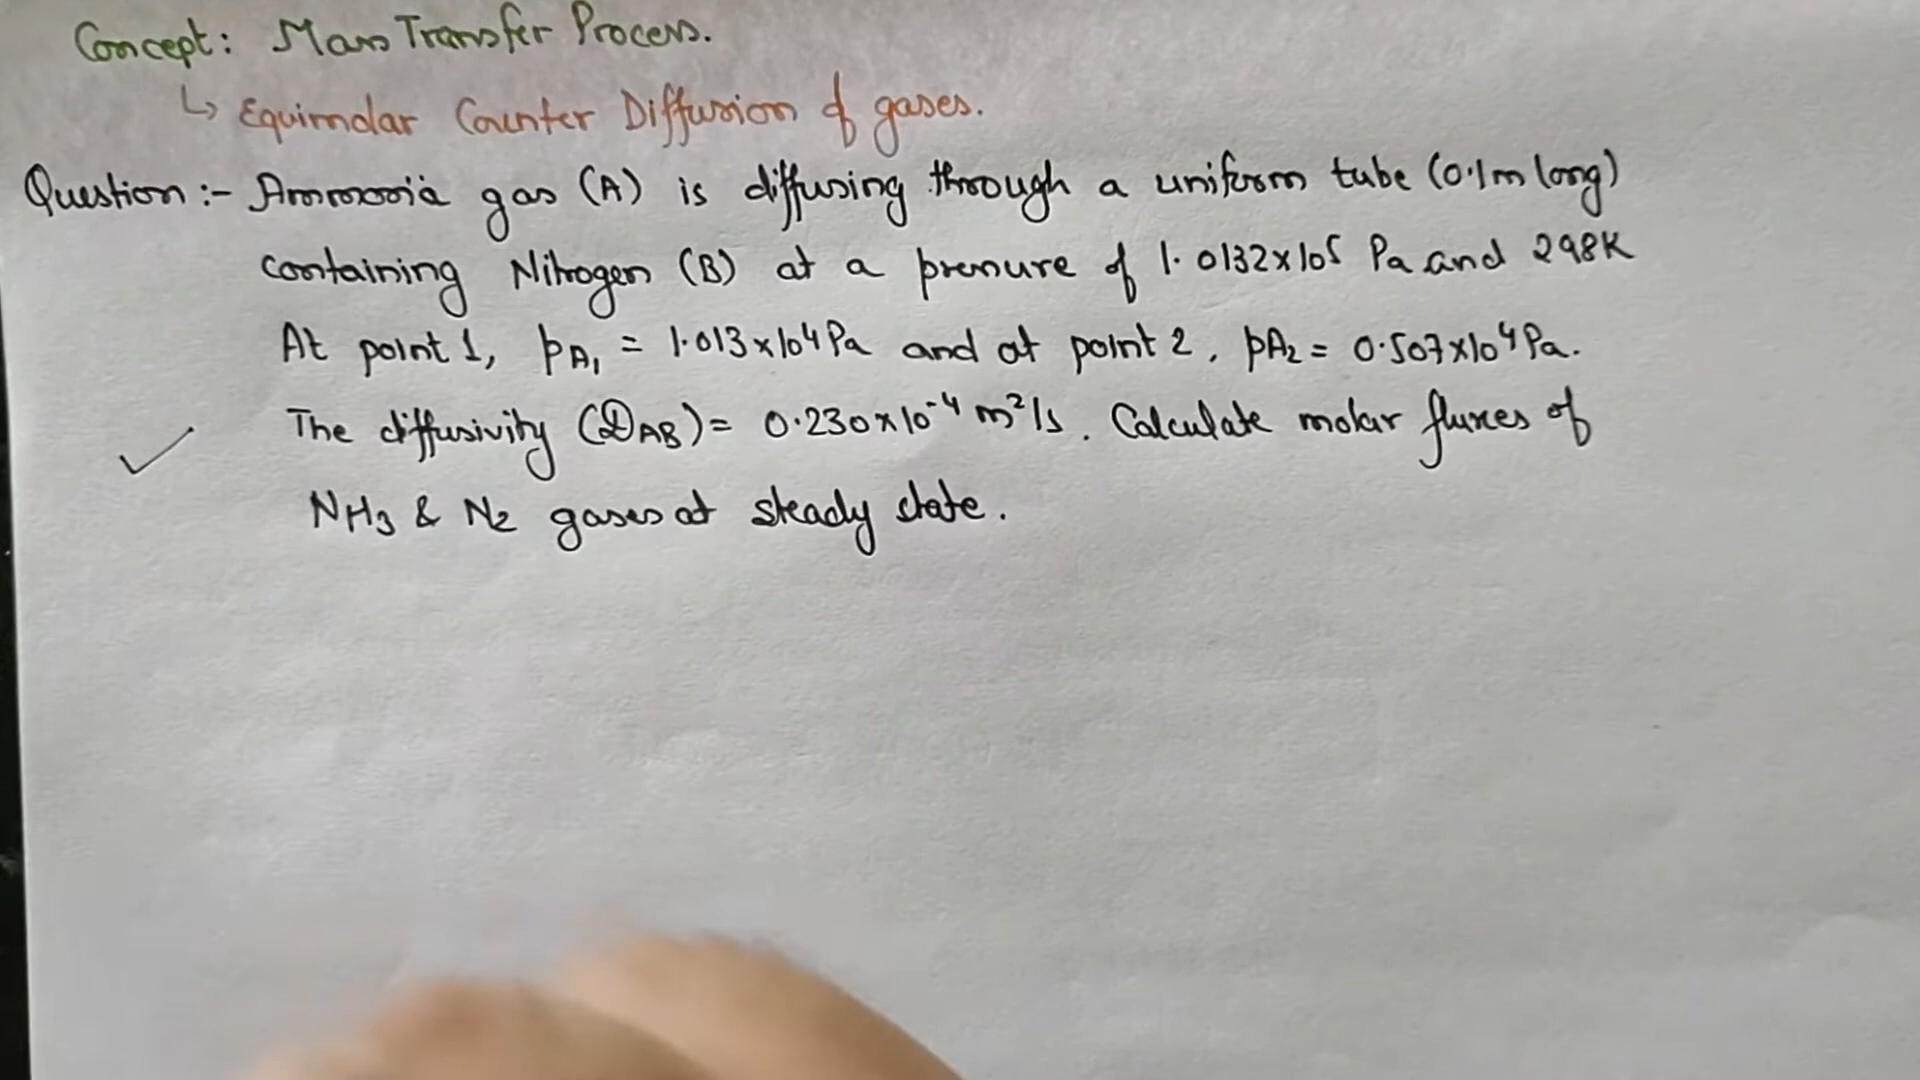 Concept: Mass Transfer Process.
↳ Equimolar Counter Diffusion of gases.
Question :- Ammonia gas (A) is diffusing through a uniform tube (0.1m long)
containing Nitrogen (B) at a pressure of 1.0132×10⁵ Pa and 298K
At point 1, pA₁ = 1.013×10⁴ Pa and at point 2, pA₂ = 0.507×10⁴ Pa.
The diffusivity (DAB) = 0.230×10⁻⁴ m²/s. Calculate molar fluxes of
NH₃ & N₂ gases at steady state.